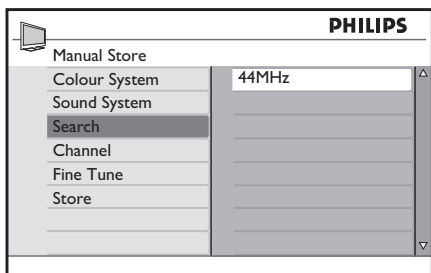 PHILIPS
Manual Store
Colour System
44MHz
Sound System
Search
Channel
Fine Tune
Store